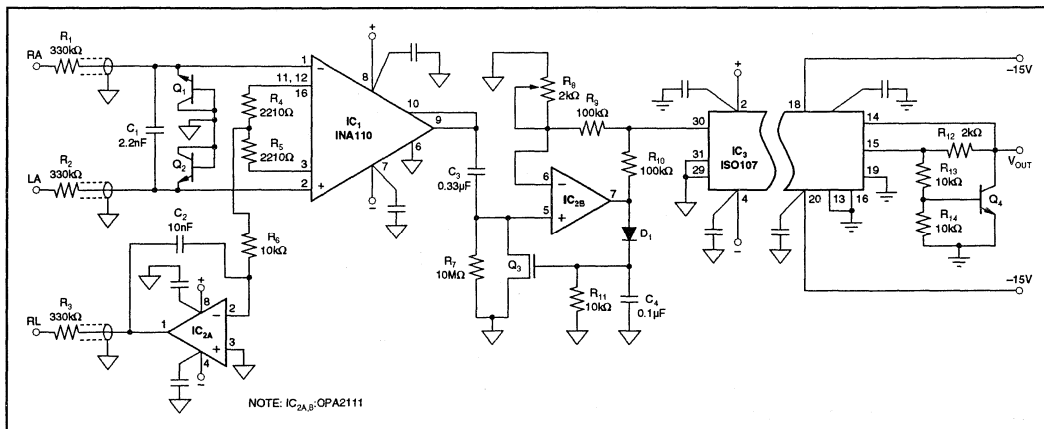 RA
R1
330kΩ
Q1
C1
2.2nF
Q2
R2
330kΩ
LA
C2
10nF
R3
330kΩ
RL
1
+
8
IC2A
−
2
+
3
4
−
R6
10kΩ
R4
2210Ω
R5
2210Ω
1
−
11, 12
16
3
2
+
IC1
INA110
+
8
10
9
6
7
−
C3
0.33µF
R7
10MΩ
Q3
R8
2kΩ
R9
100kΩ
R10
100kΩ
6
−
5
+
IC2B
7
D1
R11
10kΩ
C4
0.1µF
+
2
30
31
29
IC3
ISO107
4
−
18
14
15
19
20
13
16
R12 2kΩ
R13
10kΩ
R14
10kΩ
Q4
−15V
VOUT
−15V
NOTE: IC2A,B:OPA2111